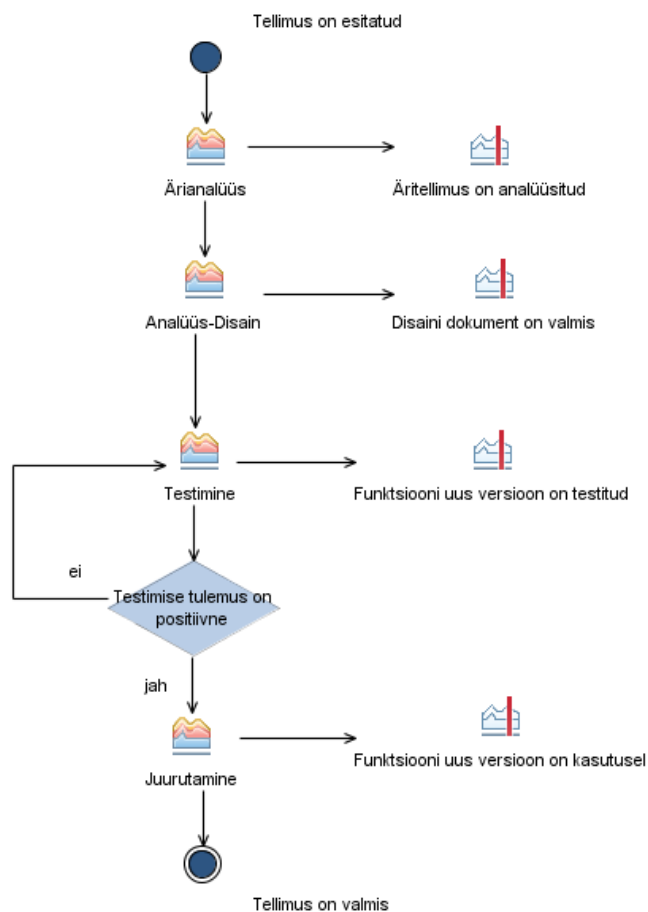 Tellimus on esitatud
Ärianalüüs
Äritellimus on analüüsitud
Analüüs-Disain
Disaini dokument on valmis
Testimine
Funktsiooni uus versioon on testitud
ei
Testimise tulemus on
positiivne
jah
Juurutamine
Funktsiooni uus versioon on kasutusel
Tellimus on valmis